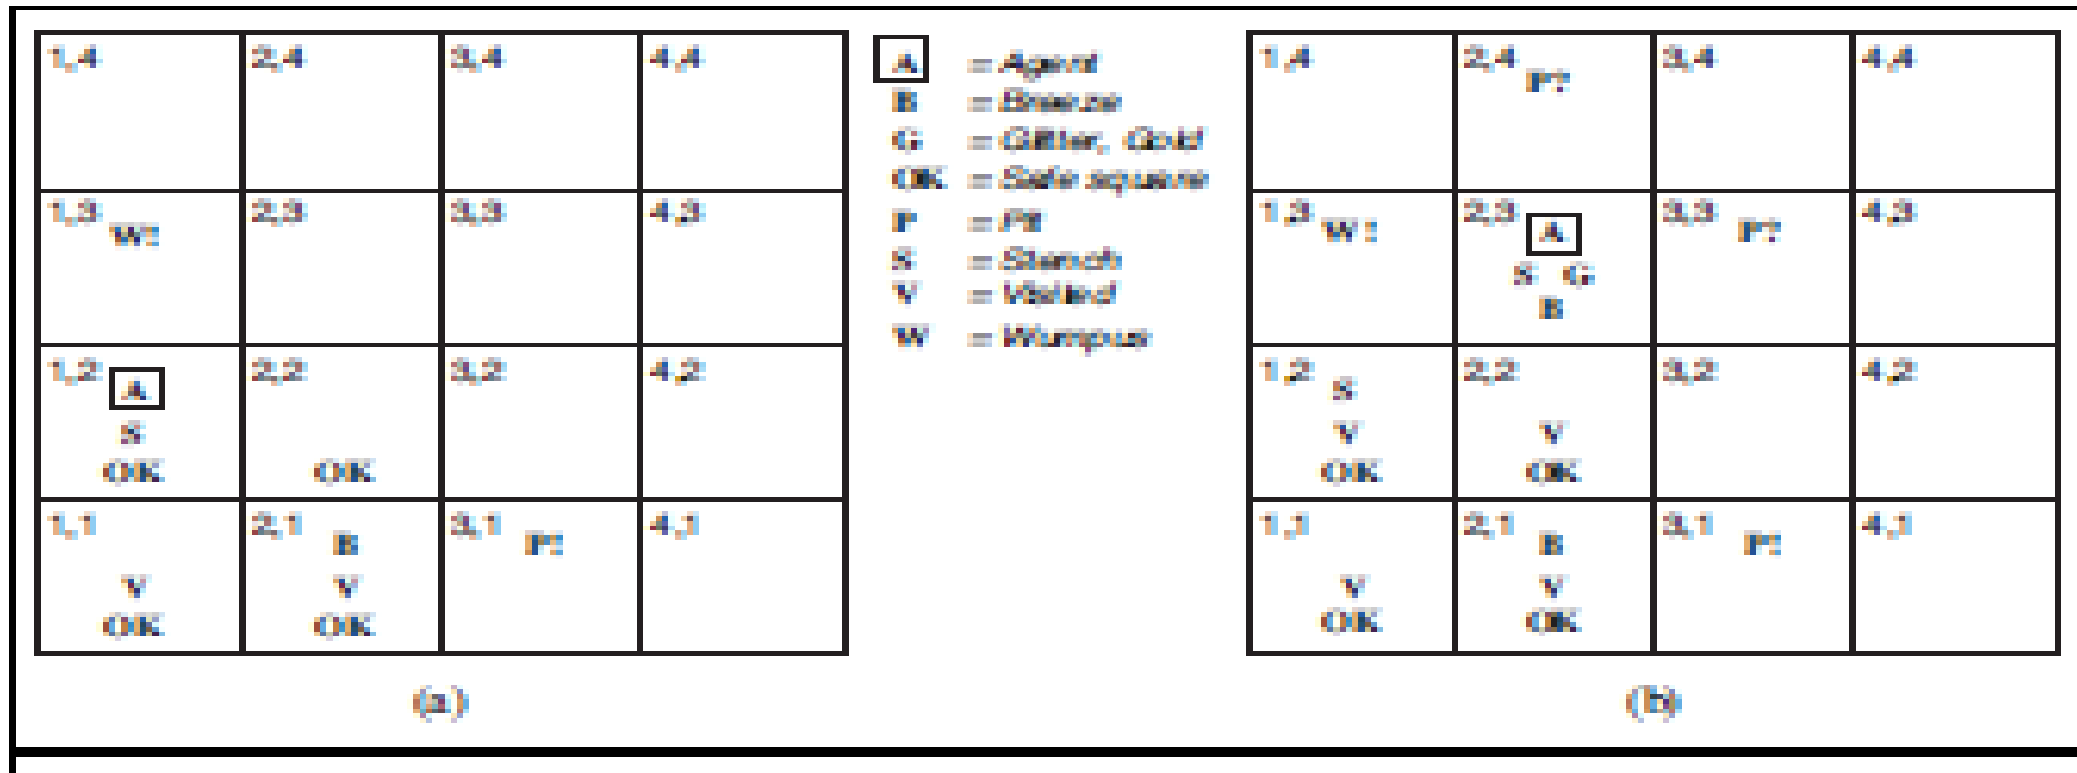 1,4 2,4 3,4 4,4
1,3 W! 2,3 3,3 4,3
1,2 A 2,2 3,2 4,2
S
OK OK
1,1 2,1 B 3,1 P! 4,1
V V
OK OK
(a)
A = Agent
B = Breeze
G = Glitter, Gold
OK = Safe square
P = Pit
S = Stench
V = Visited
W = Wumpus
1,4 2,4 P? 3,4 4,4
1,3 W! 2,3 A 3,3 P? 4,3
S G
B
1,2 S 2,2 3,2 4,2
V V
OK OK
1,1 2,1 B 3,1 P! 4,1
V V
OK OK
(b)